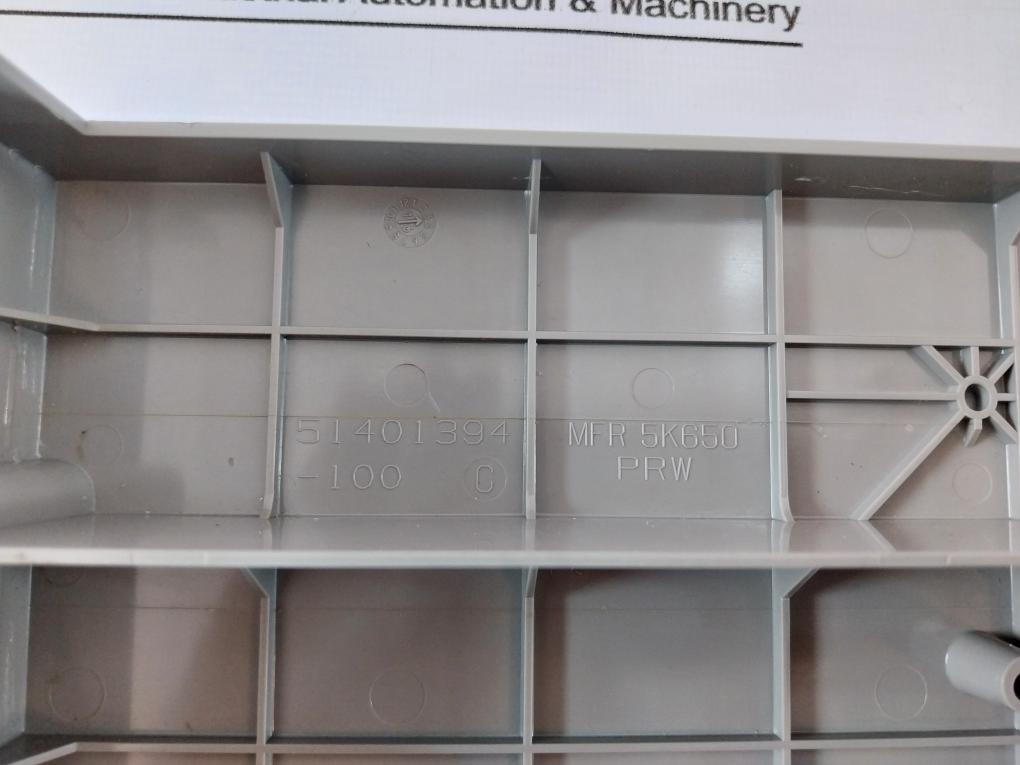 Automation & Machinery
51401394
-100 C
MFR 5K650
PRW